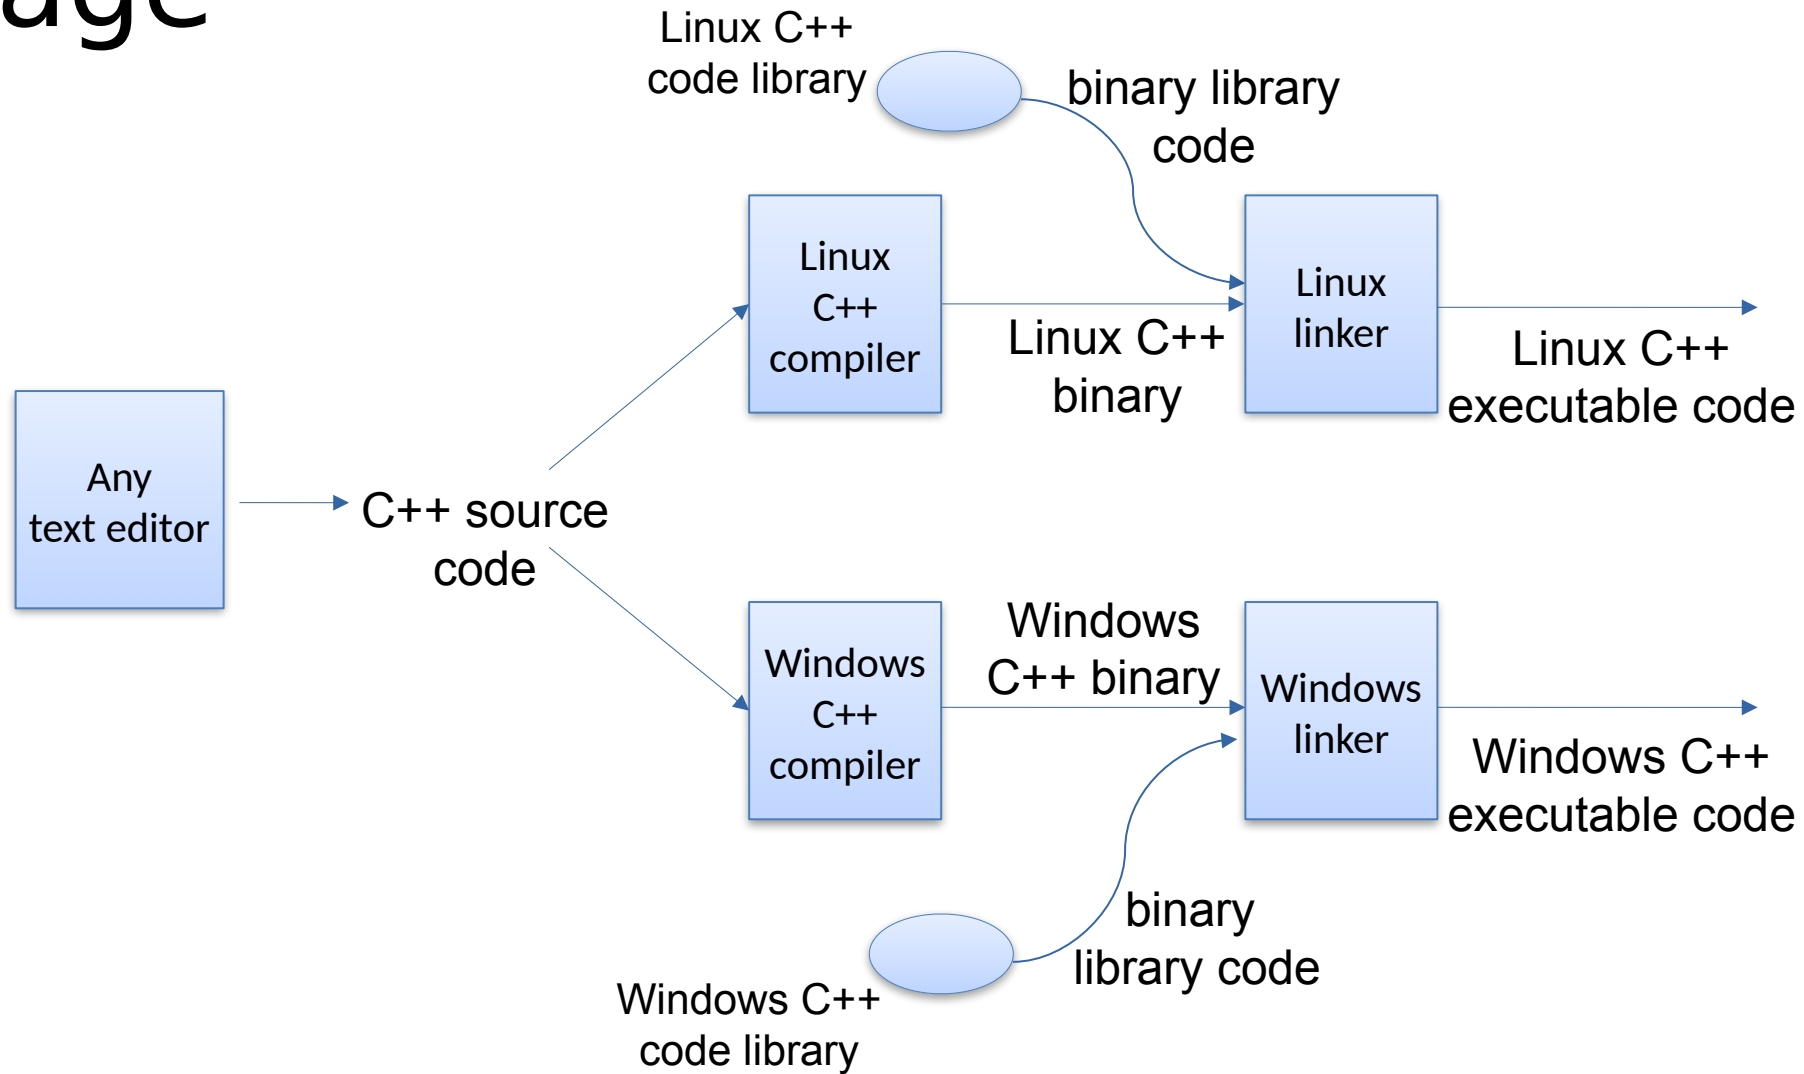 Linux C++
code library
binary library
code
Linux
C++
compiler
Linux
linker
Linux C++
binary
Linux C++
executable code
Any
text editor
C++ source
code
Windows
C++ binary
Windows
C++
compiler
Windows
linker
Windows C++
executable code
binary
library code
Windows C++
code library